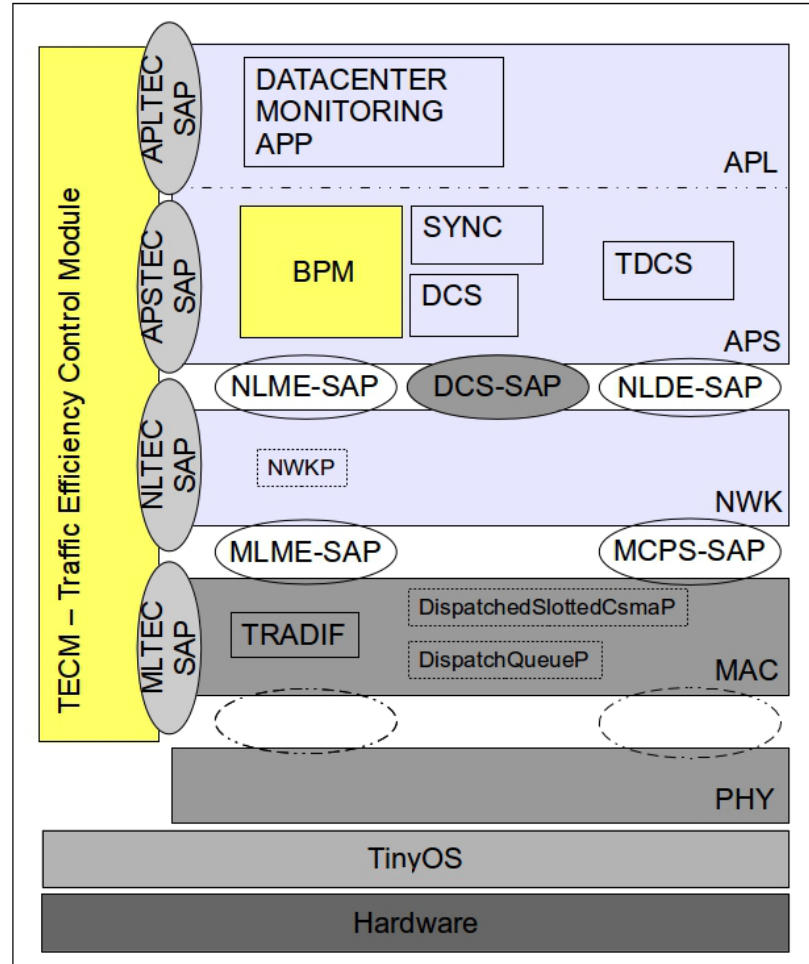 TECM – Traffic Efficiency Control Module
APLTEC
SAP
DATACENTER
MONITORING
APP
APL
APSTEC
SAP
BPM
SYNC
DCS
TDCS
APS
NLME-SAP
DCS-SAP
NLDE-SAP
NLTEC
SAP
NWKP
NWK
MLME-SAP
MCPS-SAP
MLTEC
SAP
TRADIF
DispatchedSlottedCsmaP
DispatchQueueP
MAC
PHY
TinyOS
Hardware